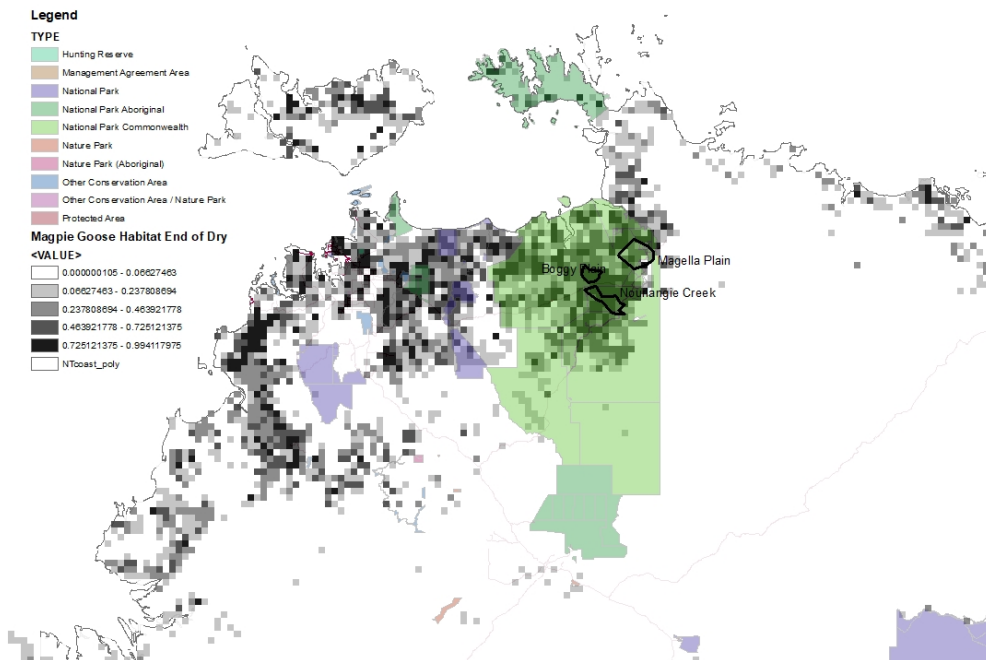 Legend
TYPE
Hunting Reserve
Management Agreement Area
National Park
National Park Aboriginal
National Park Commonwealth
Nature Park
Nature Park (Aboriginal)
Other Conservation Area
Other Conservation Area / Nature Park
Protected Area
Magpie Goose Habitat End of Dry
<VALUE>
0.000000105 - 0.06627463
0.06627463 - 0.237808694
0.237808694 - 0.463921778
0.463921778 - 0.725121375
0.725121375 - 0.994117975
NTcoast_poly
Magella Plain
Boggy Plain
Nourlangie Creek